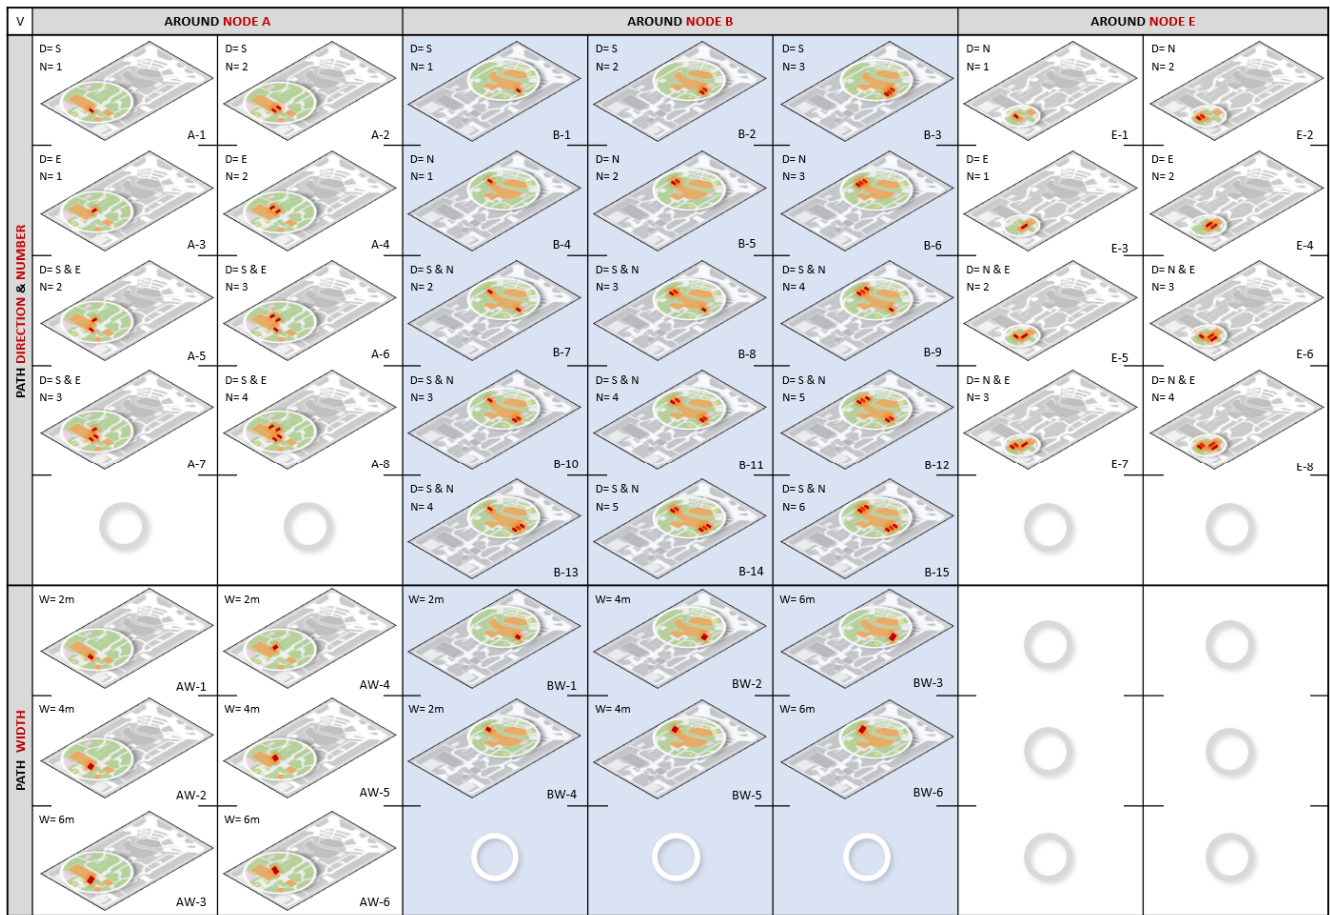 V
AROUND NODE A
AROUND NODE B
AROUND NODE E
PATH DIRECTION & NUMBER
D= S
N= 1
A-1
D= S
N= 2
A-2
D= S
N= 1
B-1
D= S
N= 2
B-2
D= S
N= 3
B-3
D= N
N= 1
E-1
D= N
N= 2
E-2
D= E
N= 1
A-3
D= E
N= 2
A-4
D= N
N= 1
B-4
D= N
N= 2
B-5
D= N
N= 3
B-6
D= E
N= 1
E-3
D= E
N= 2
E-4
D= S & E
N= 2
A-5
D= S & E
N= 3
A-6
D= S & N
N= 2
B-7
D= S & N
N= 3
B-8
D= S & N
N= 4
B-9
D= N & E
N= 2
E-5
D= N & E
N= 3
E-6
D= S & E
N= 3
A-7
D= S & E
N= 4
A-8
D= S & N
N= 3
B-10
D= S & N
N= 4
B-11
D= S & N
N= 5
B-12
D= N & E
N= 3
E-7
D= N & E
N= 4
E-8
D= S & N
N= 4
B-13
D= S & N
N= 5
B-14
D= S & N
N= 6
B-15
PATH WIDTH
W= 2m
AW-1
W= 2m
AW-4
W= 2m
BW-1
W= 4m
BW-2
W= 6m
BW-3
W= 4m
AW-2
W= 4m
AW-5
W= 2m
BW-4
W= 4m
BW-5
W= 6m
BW-6
W= 6m
AW-3
W= 6m
AW-6